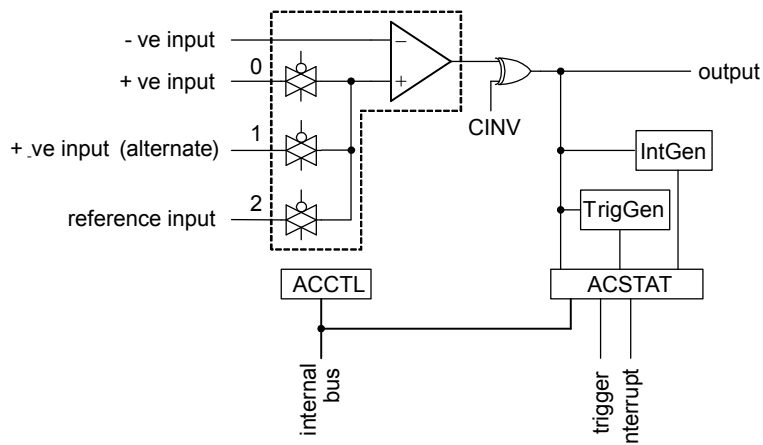 - ve input
+ ve input
0
+
−
output
CINV
+ ve input (alternate)
1
IntGen
reference input
2
TrigGen
ACCTL
ACSTAT
internal
bus
trigger
nterrupt